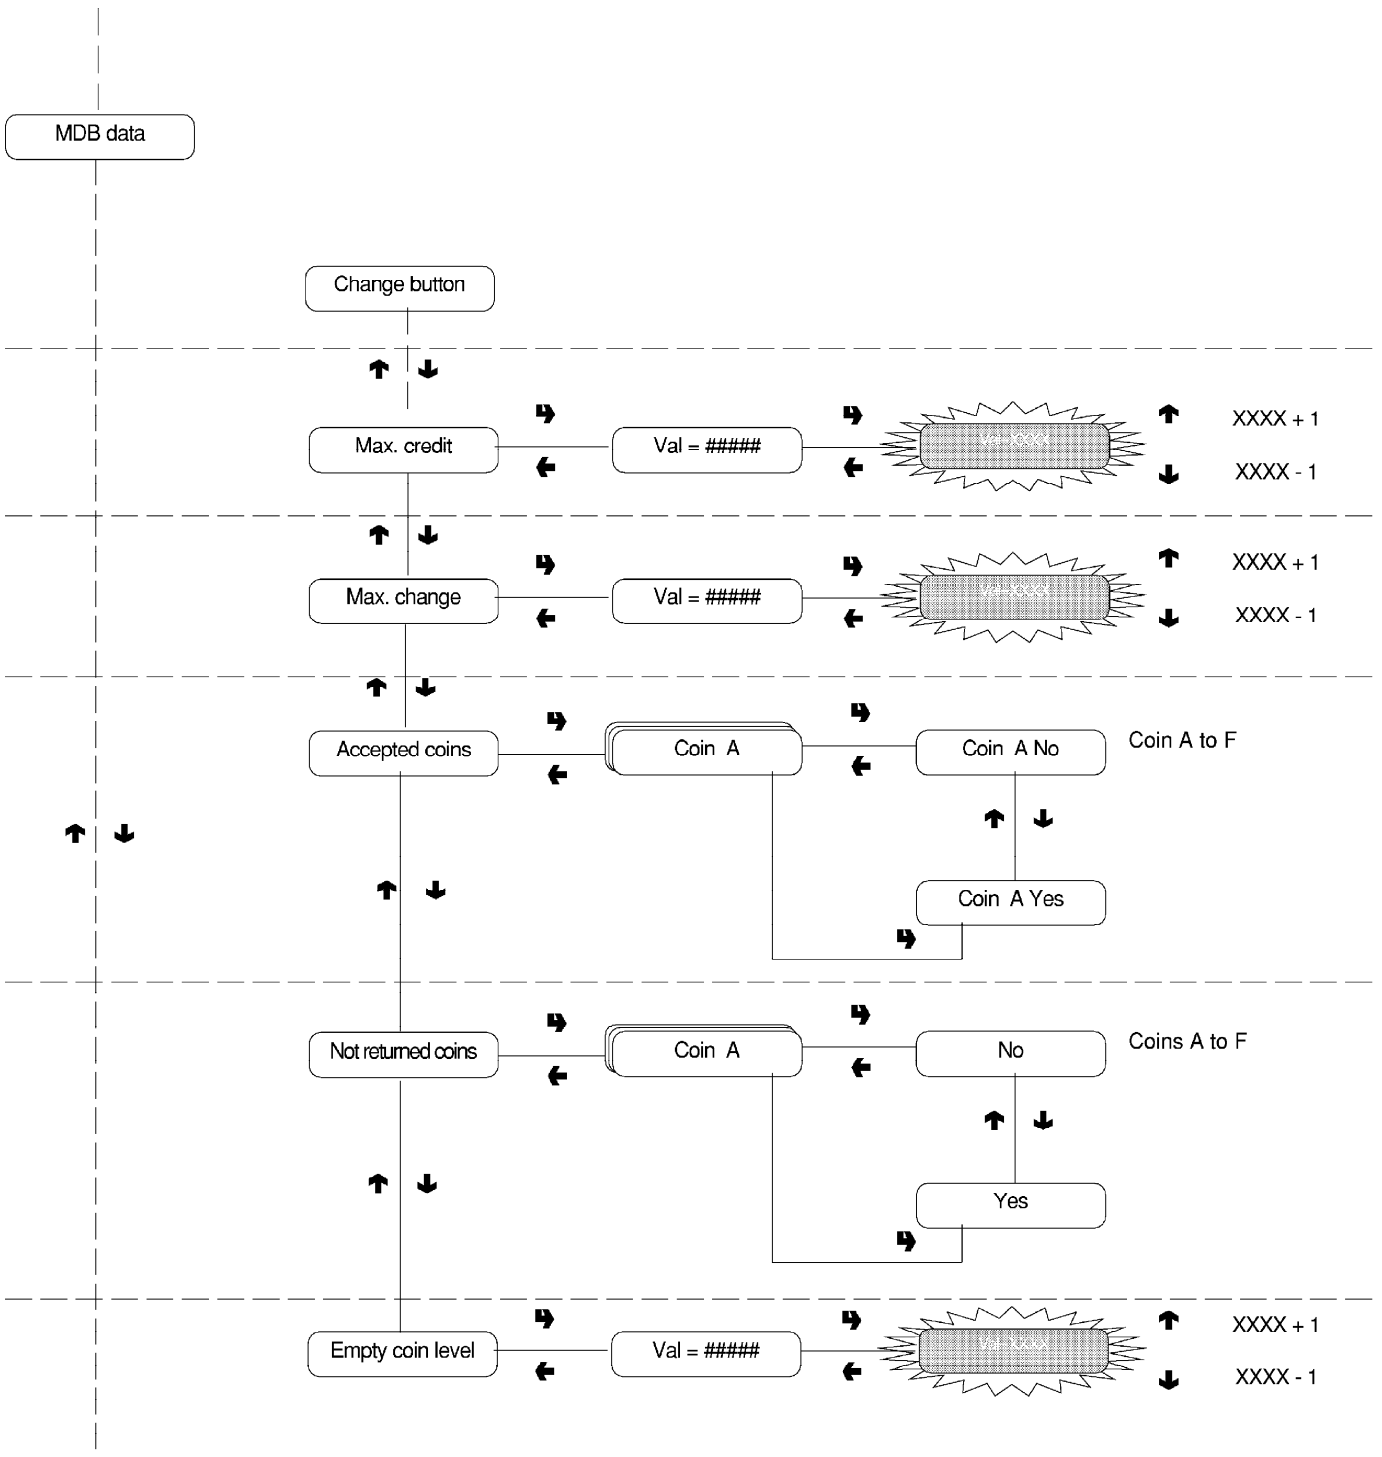 MDB data
Change button
Max. credit
Val = #####
XXXX + 1
XXXX - 1
Max. change
Val = #####
XXXX + 1
XXXX - 1
Accepted coins
Coin A
Coin A No
Coin A to F
Coin A Yes
Not returned coins
Coin A
No
Coins A to F
Yes
Empty coin level
Val = #####
XXXX + 1
XXXX - 1